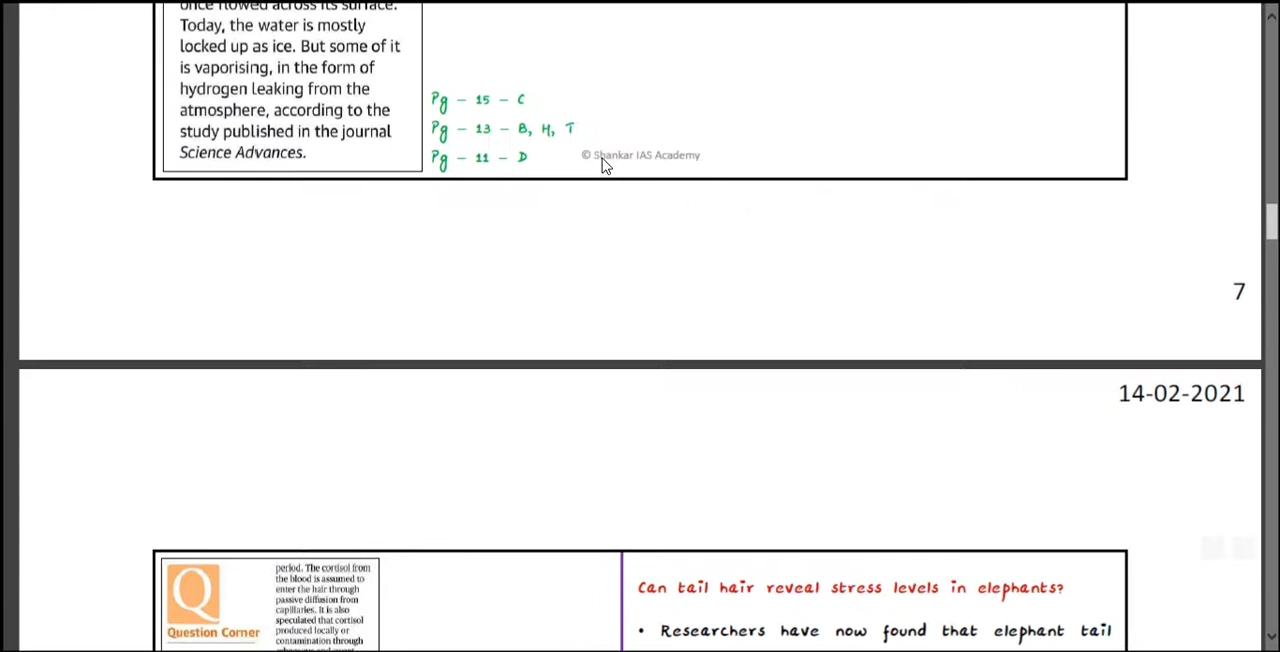 once flowed across its surface.
Today, the water is mostly
locked up as ice. But some of it
is vaporising, in the form of
hydrogen leaking from the
atmosphere, according to the
study published in the journal
Science Advances.
Pg - 15 - C
Pg - 13 - B, H, T
Pg - 11 - D
© Shankar IAS Academy
7
14-02-2021
Q
Question Corner
period. The cortisol from
the blood is assumed to
enter the hair through
passive diffusion from
capillaries. It is also
speculated that cortisol
produced locally or
contamination through
Can tail hair reveal stress levels in elephants?
• Researchers have now found that elephant tail